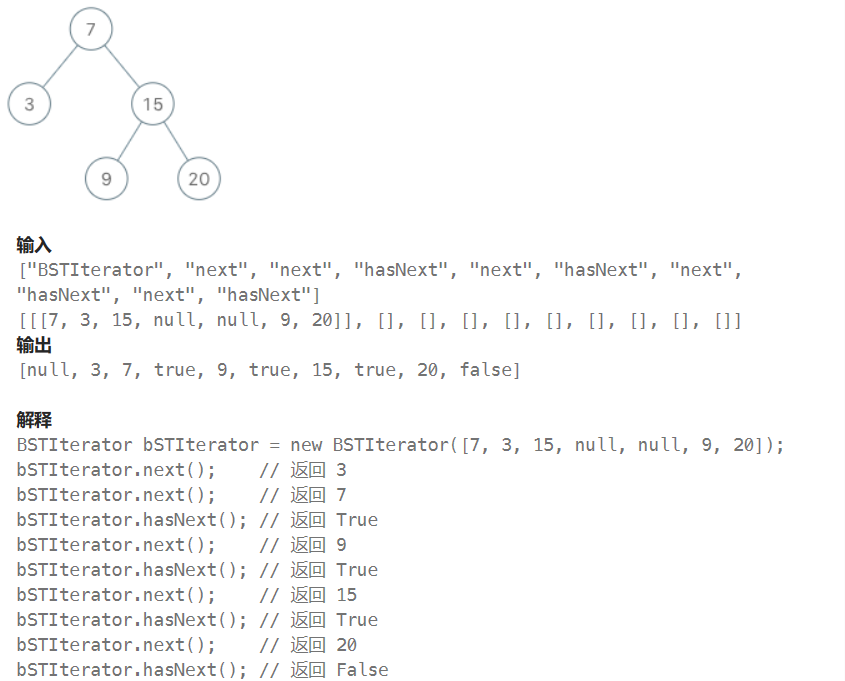 7
3
15
9
20
输入
["BSTIterator", "next", "next", "hasNext", "next", "hasNext", "next",
"hasNext", "next", "hasNext"]
[[[7, 3, 15, null, null, 9, 20]], [], [], [], [], [], [], [], [], []]
输出
[null, 3, 7, true, 9, true, 15, true, 20, false]
解释
BSTIterator bSTIterator = new BSTIterator([7, 3, 15, null, null, 9, 20]);
bSTIterator.next();    // 返回 3
bSTIterator.next();    // 返回 7
bSTIterator.hasNext(); // 返回 True
bSTIterator.next();    // 返回 9
bSTIterator.hasNext(); // 返回 True
bSTIterator.next();    // 返回 15
bSTIterator.hasNext(); // 返回 True
bSTIterator.next();    // 返回 20
bSTIterator.hasNext(); // 返回 False